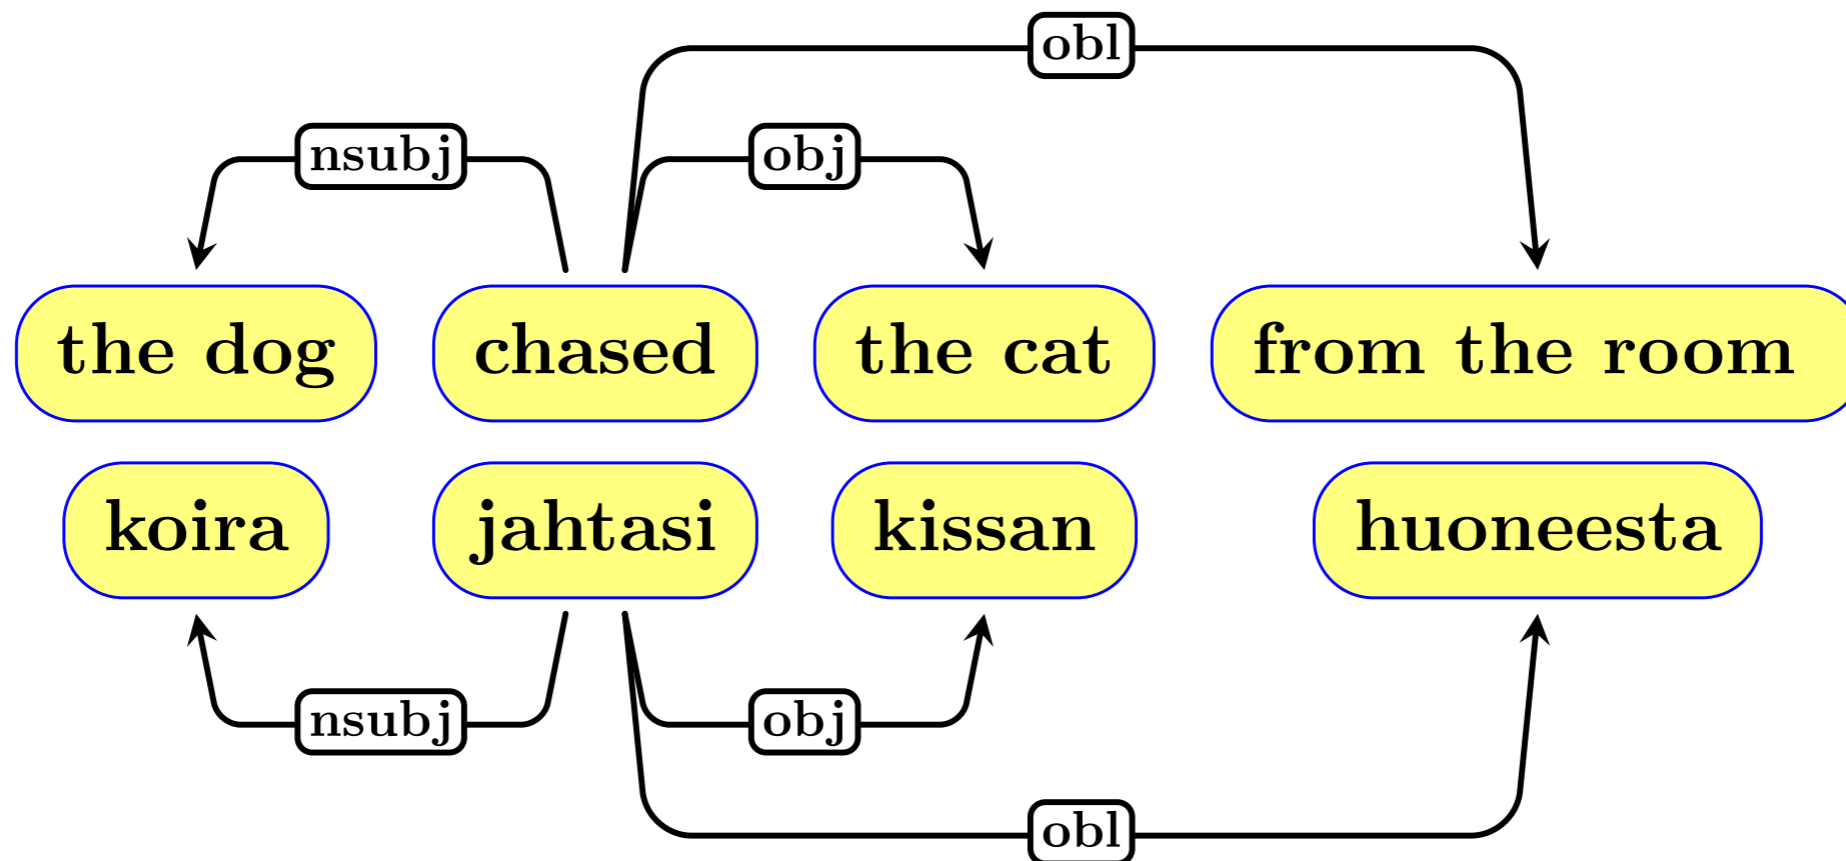 obl
nsubj obj
the dog chased the cat from the room
koira jahtasi kissan huoneesta
nsubj obj
obl